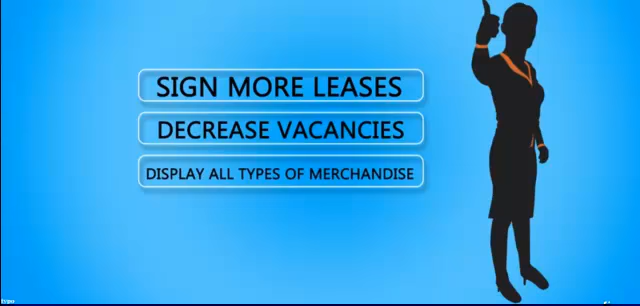 SIGN MORE LEASES
DECREASE VACANCIES
DISPLAY ALL TYPES OF MERCHANDISE